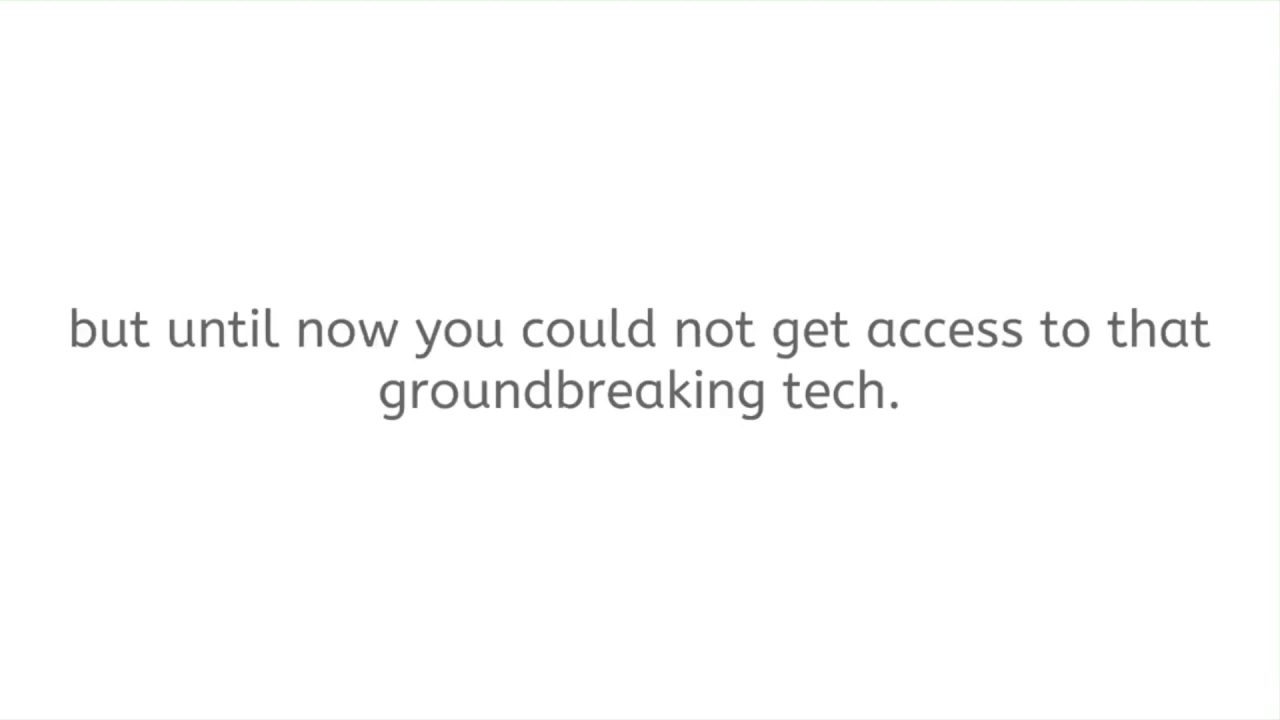 but until now you could not get access to that
groundbreaking tech.